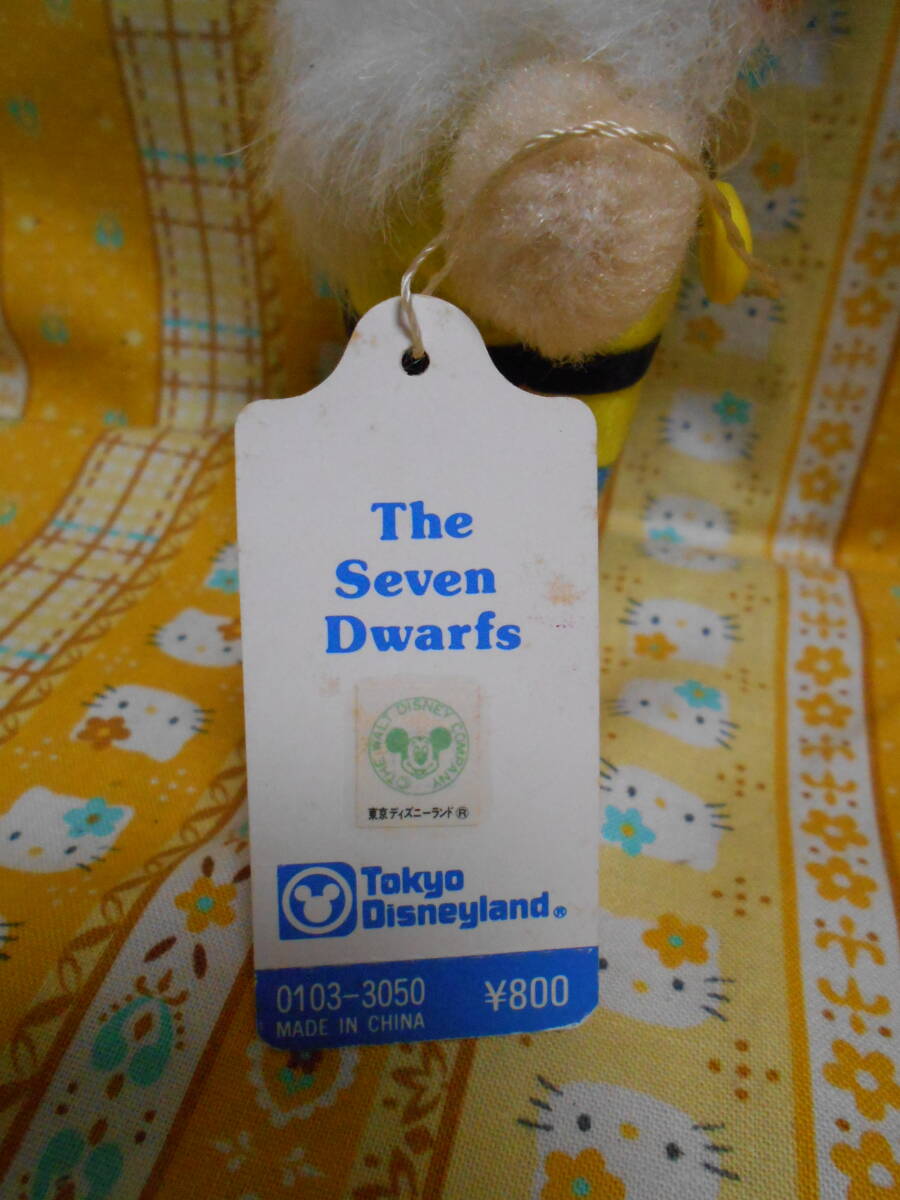 The
Seven
Dwarfs
© THE WALT DISNEY COMPANY
東京ディズニーランド®
Tokyo
Disneyland®
0103-3050 ¥800
MADE IN CHINA